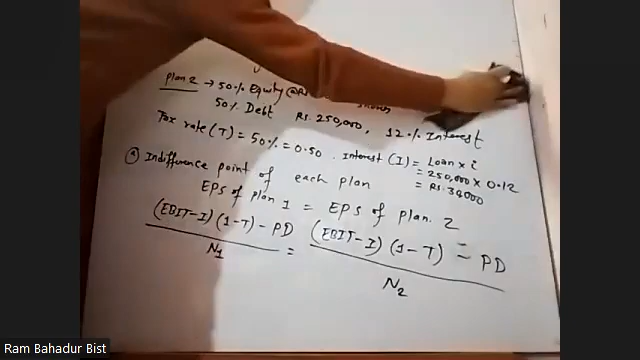 Plan 2 → 50% Equity (@Rs
50% Debt Rs. 250,000, 12% Interest
Tax rate (T) = 50% = 0.50. Interest (I) = Loan x i
= 250,000 x 0.12
= Rs. 30000
(a) Indifference point of each plan
EPS of plan 1 = EPS of plan 2
(EBIT-I) (1-T) - PD / N1 = (EBIT-I) (1-T) - PD / N2
Ram Bahadur Bist